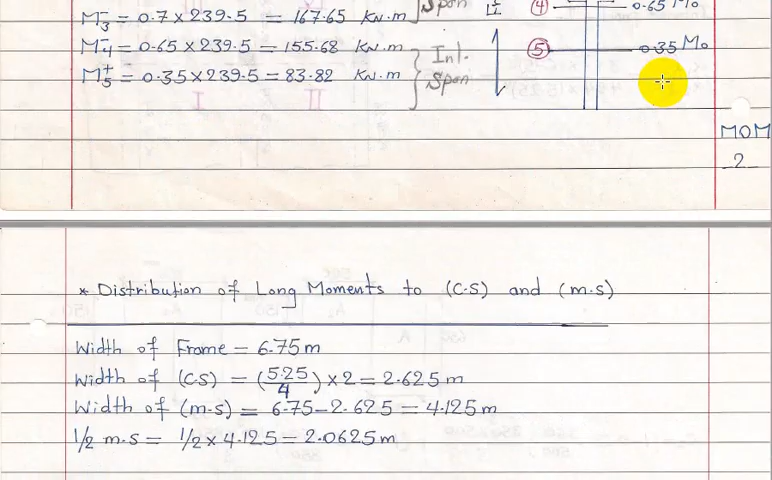 M₃⁻ = 0.7 x 239.5 = 167.65 KN.m Span
M₄⁻ = 0.65 x 239.5 = 155.68 KN.m Int.
M₅⁺ = 0.35 x 239.5 = 83.82 KN.m Span
④ 0.65 Mo
⑤ 0.35 Mo
MOM
2
* Distribution of Long Moments to (C.S) and (m.s)
Width of Frame = 6.75 m
Width of (C.S) = (5.25/4) x 2 = 2.625 m
Width of (m.s) = 6.75 - 2.625 = 4.125 m
1/2 m.s = 1/2 x 4.125 = 2.0625 m